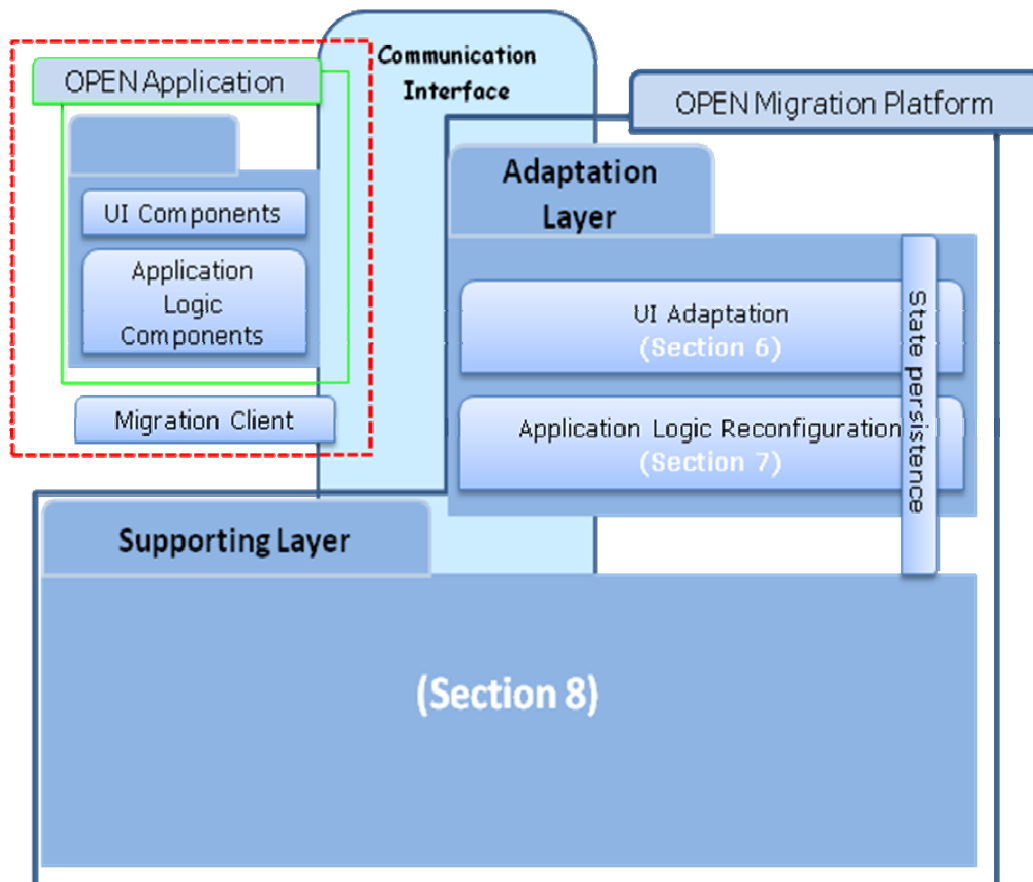 Communication
Interface
OPEN Application
OPEN Migration Platform
UI Components
Application
Logic
Components
Migration Client
Adaptation
Layer
UI Adaptation
(Section 6)
Application Logic Reconfiguration
(Section 7)
State persistence
Supporting Layer
(Section 8)